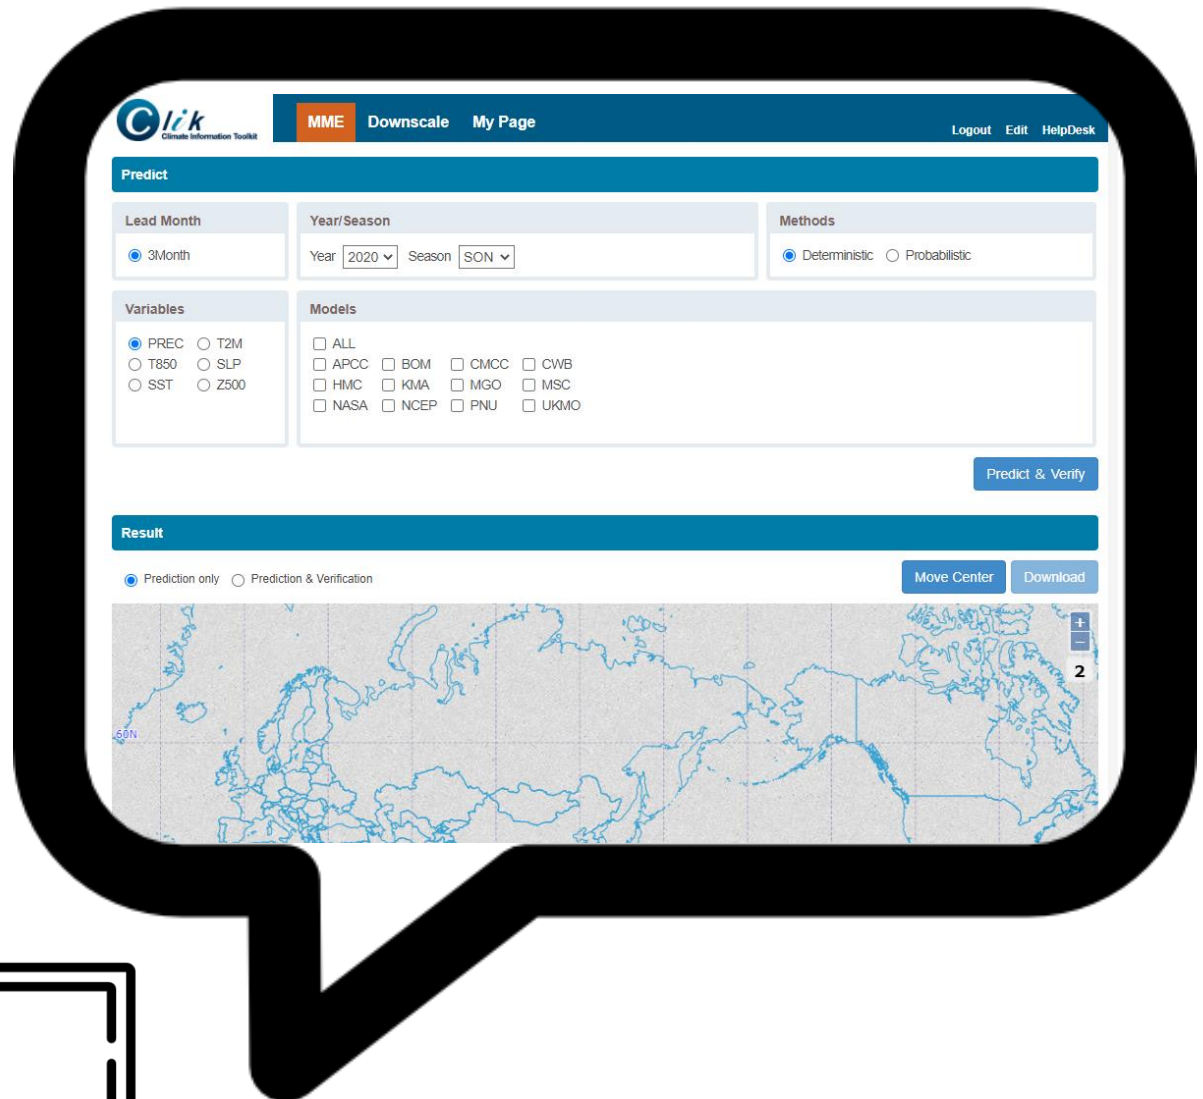 Clik
Climate Information Toolkit
MME Downscale My Page
Logout Edit HelpDesk
Predict
Lead Month
3Month
Year/Season
Year 2020 Season SON
Methods
Deterministic Probabilistic
Variables
PREC T2M
T850 SLP
SST Z500
Models
ALL
APCC BOM CMCC CWB
HMC KMA MGO MSC
NASA NCEP PNU UKMO
Predict & Verify
Result
Prediction only Prediction & Verification
Move Center Download
+
−
2
60N